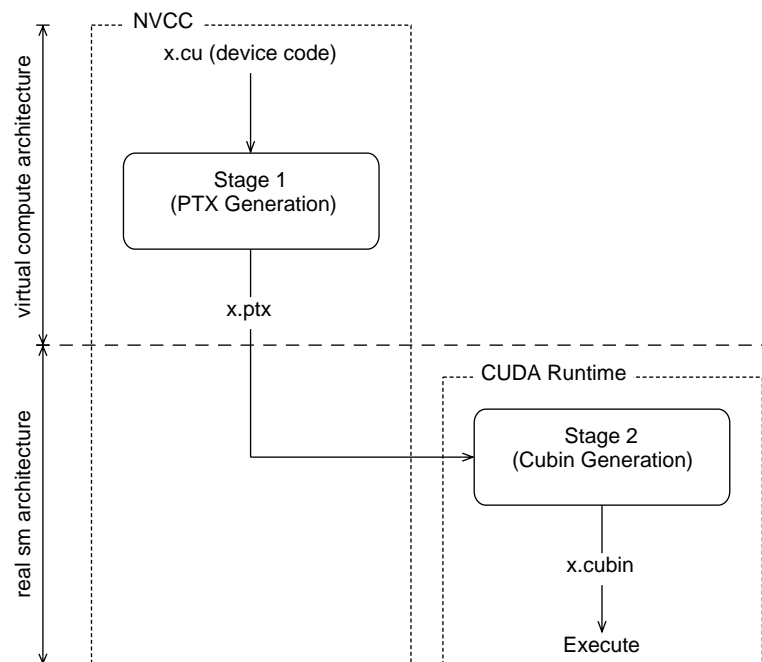 NVCC
x.cu (device code)
virtual compute architecture
Stage 1
(PTX Generation)
x.ptx
real sm architecture
CUDA Runtime
Stage 2
(Cubin Generation)
x.cubin
Execute